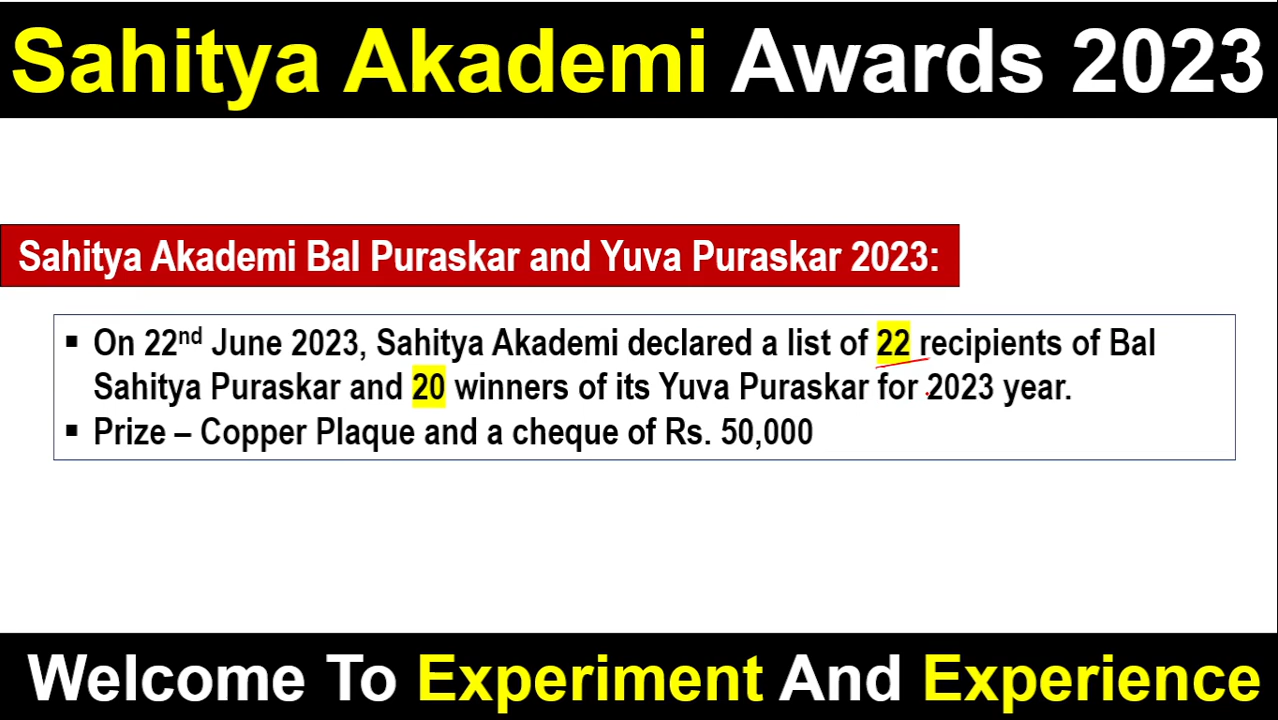 Sahitya Akademi Awards 2023
Sahitya Akademi Bal Puraskar and Yuva Puraskar 2023:
▪ On 22nd June 2023, Sahitya Akademi declared a list of 22 recipients of Bal
Sahitya Puraskar and 20 winners of its Yuva Puraskar for 2023 year.
▪ Prize – Copper Plaque and a cheque of Rs. 50,000
Welcome To Experiment And Experience